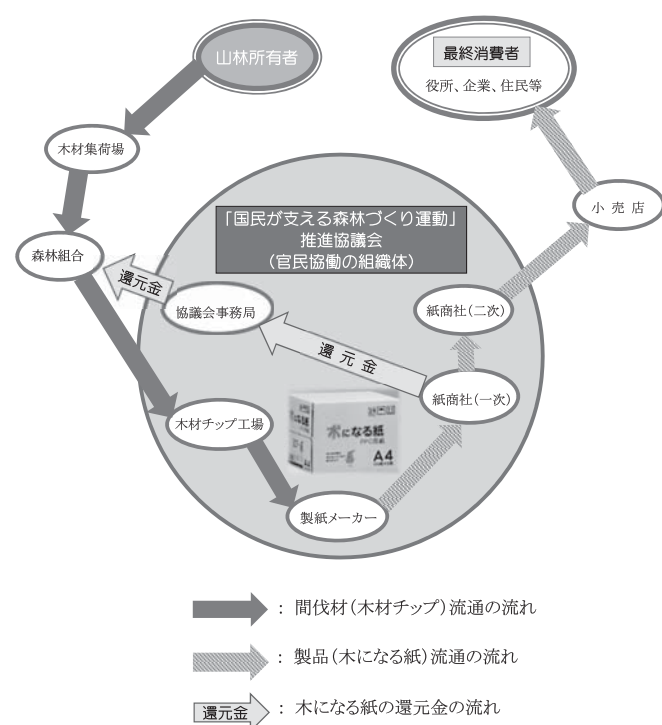 山林所有者
最終消費者
役所、企業、住民等
木材集荷場
小売店
「国民が支える森林づくり運動」
推進協議会
(官民協働の組織体)
森林組合
還元金
協議会事務局
紙商社(二次)
還元金
紙商社(一次)
木材チップ工場
木になる紙
A4
製紙メーカー
: 間伐材(木材チップ)流通の流れ
: 製品(木になる紙)流通の流れ
還元金 : 木になる紙の還元金の流れ